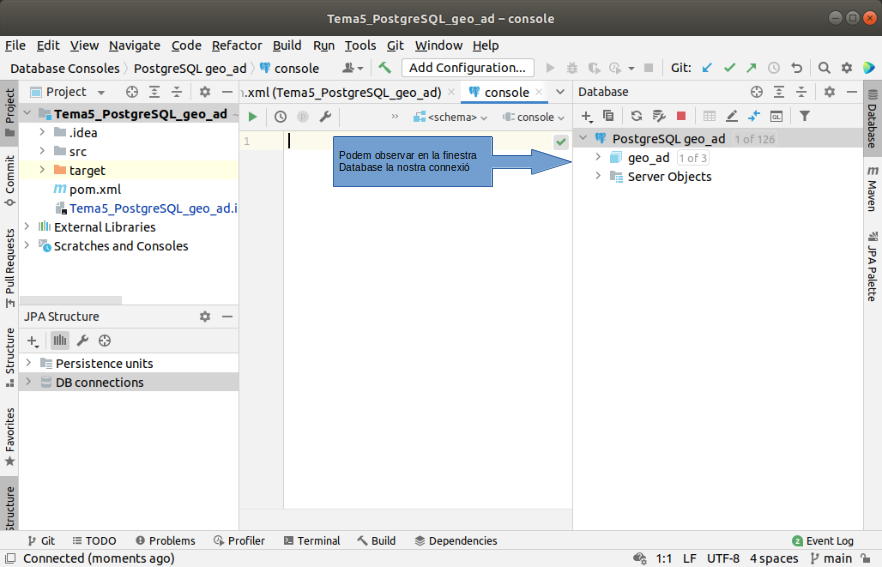 Tema5_PostgreSQL_geo_ad – console
File Edit View Navigate Code Refactor Build Run Tools Git Window Help
Database Consoles PostgreSQL geo_ad console Add Configuration... Git:
Project
.xml (Tema5_PostgreSQL_geo_ad) console
Database
Tema5_PostgreSQL_geo_ad
.idea
src
target
pom.xml
Tema5_PostgreSQL_geo_ad.i
External Libraries
Scratches and Consoles
JPA Structure
Persistence units
DB connections
<schema> console
1
Podem observar en la finestra
Database la nostra connexió
PostgreSQL geo_ad 1 of 126
geo_ad 1 of 3
Server Objects
Project
Commit
Pull Requests
Structure
Favorites
Structure
Database
Maven
JPA Palette
Git TODO Problems Profiler Terminal Build Dependencies 2 Event Log
Connected (moments ago) 1:1 LF UTF-8 4 spaces main